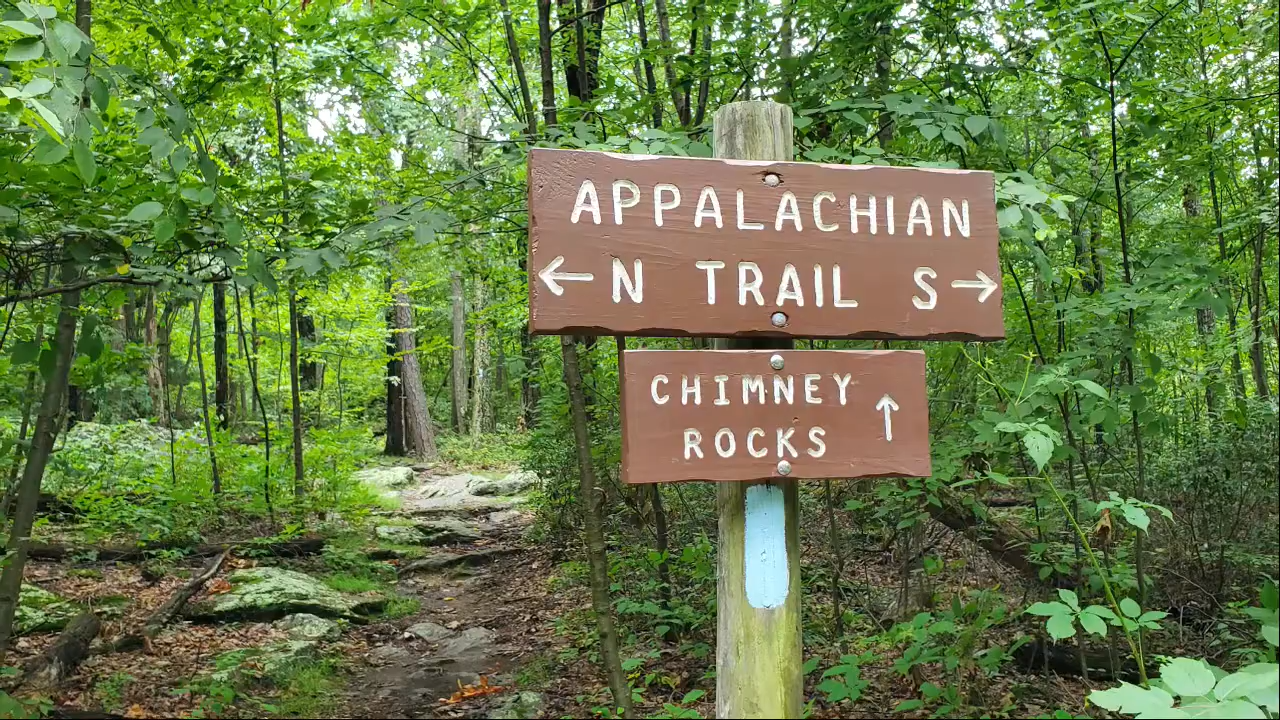 APPALACHIAN
← N TRAIL S →
CHIMNEY ↑
ROCKS